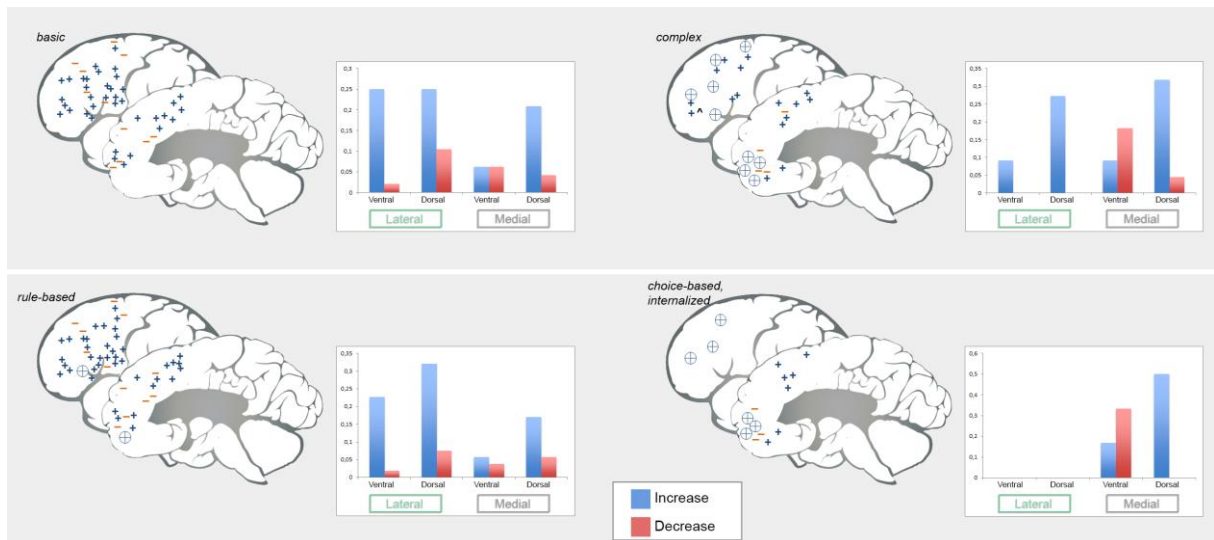 basic
0,3
0,25
0,2
0,15
0,1
0,05
0
Ventral Dorsal Ventral Dorsal
Lateral Medial
complex
0,35
0,3
0,25
0,2
0,15
0,1
0,05
0
Ventral Dorsal Ventral Dorsal
Lateral Medial
rule-based
0,35
0,3
0,25
0,2
0,15
0,1
0,05
0
Ventral Dorsal Ventral Dorsal
Lateral Medial
choice-based,
internalized
0,6
0,5
0,4
0,3
0,2
0,1
0
Ventral Dorsal Ventral Dorsal
Lateral Medial
Increase
Decrease